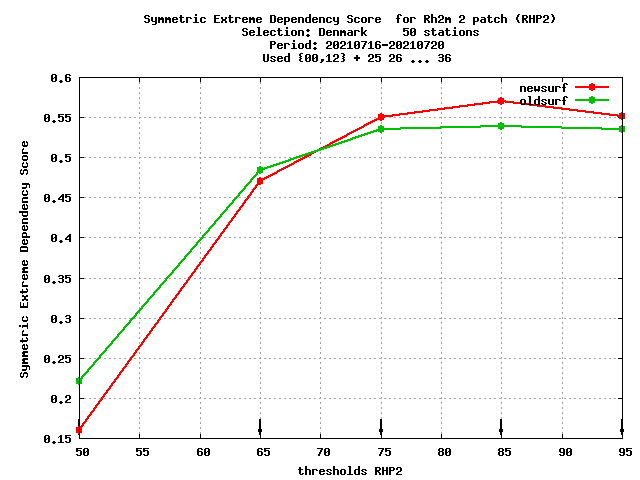 Symmetric Extreme Dependency Score  for Rh2m 2 patch (RHP2)
Selection: Denmark     50 stations
Period: 20210716-20210720
Used {00,12} + 25 26 ... 36
newsurf
oldsurf
0.6
0.55
0.5
0.45
0.4
0.35
0.3
0.25
0.2
0.15
Symmetric Extreme Dependency Score
50 55 60 65 70 75 80 85 90 95
thresholds RHP2